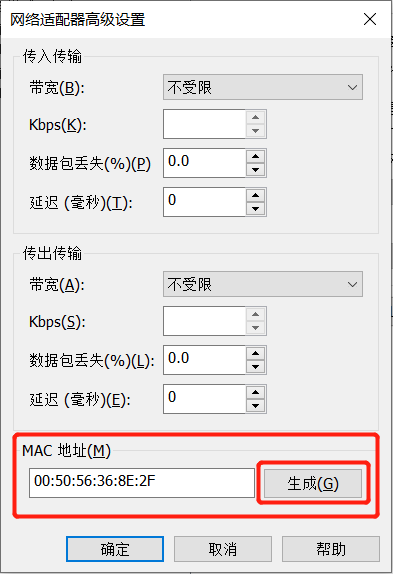 网络适配器高级设置
传入传输
带宽(B): 不受限
Kbps(K):
数据包丢失(%)(P) 0.0
延迟 (毫秒)(T): 0
传出传输
带宽(A): 不受限
Kbps(S):
数据包丢失(%)(L): 0.0
延迟 (毫秒)(E): 0
MAC 地址(M)
00:50:56:36:8E:2F 生成(G)
确定 取消 帮助